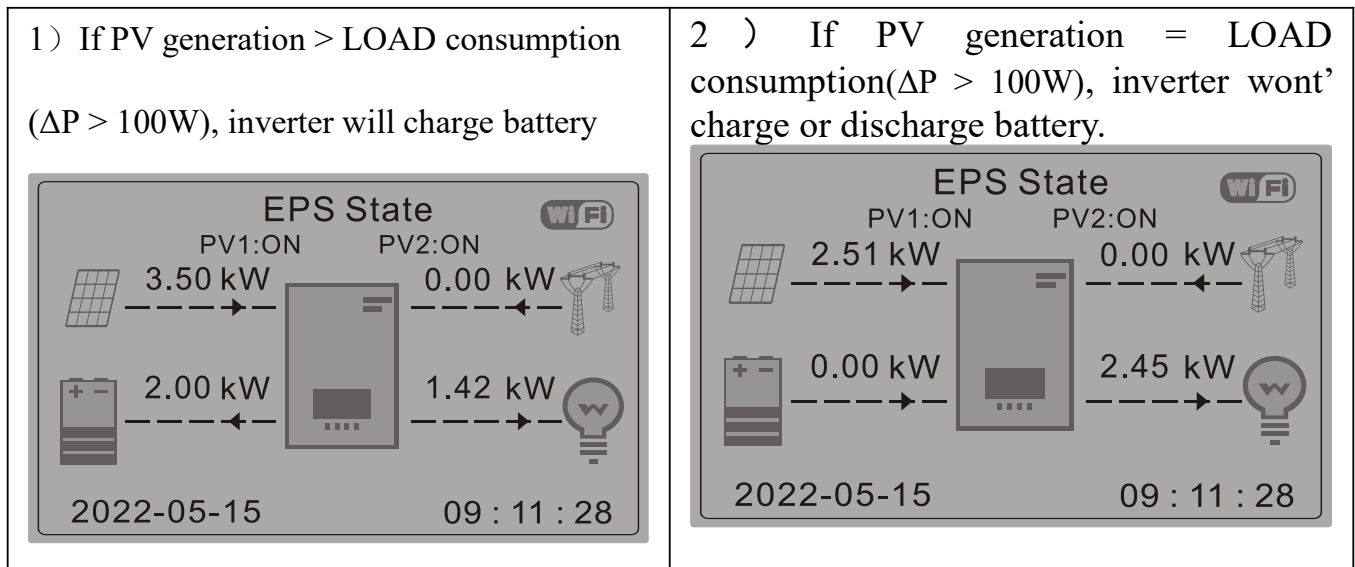 1）If PV generation > LOAD consumption
(ΔP > 100W), inverter will charge battery
EPS State
WiFi
PV1:ON PV2:ON
3.50 kW 0.00 kW
2.00 kW 1.42 kW
2022-05-15 09 : 11 : 28
2 ） If PV generation = LOAD
consumption(ΔP > 100W), inverter wont’
charge or discharge battery.
EPS State
WiFi
PV1:ON PV2:ON
2.51 kW 0.00 kW
0.00 kW 2.45 kW
2022-05-15 09 : 11 : 28